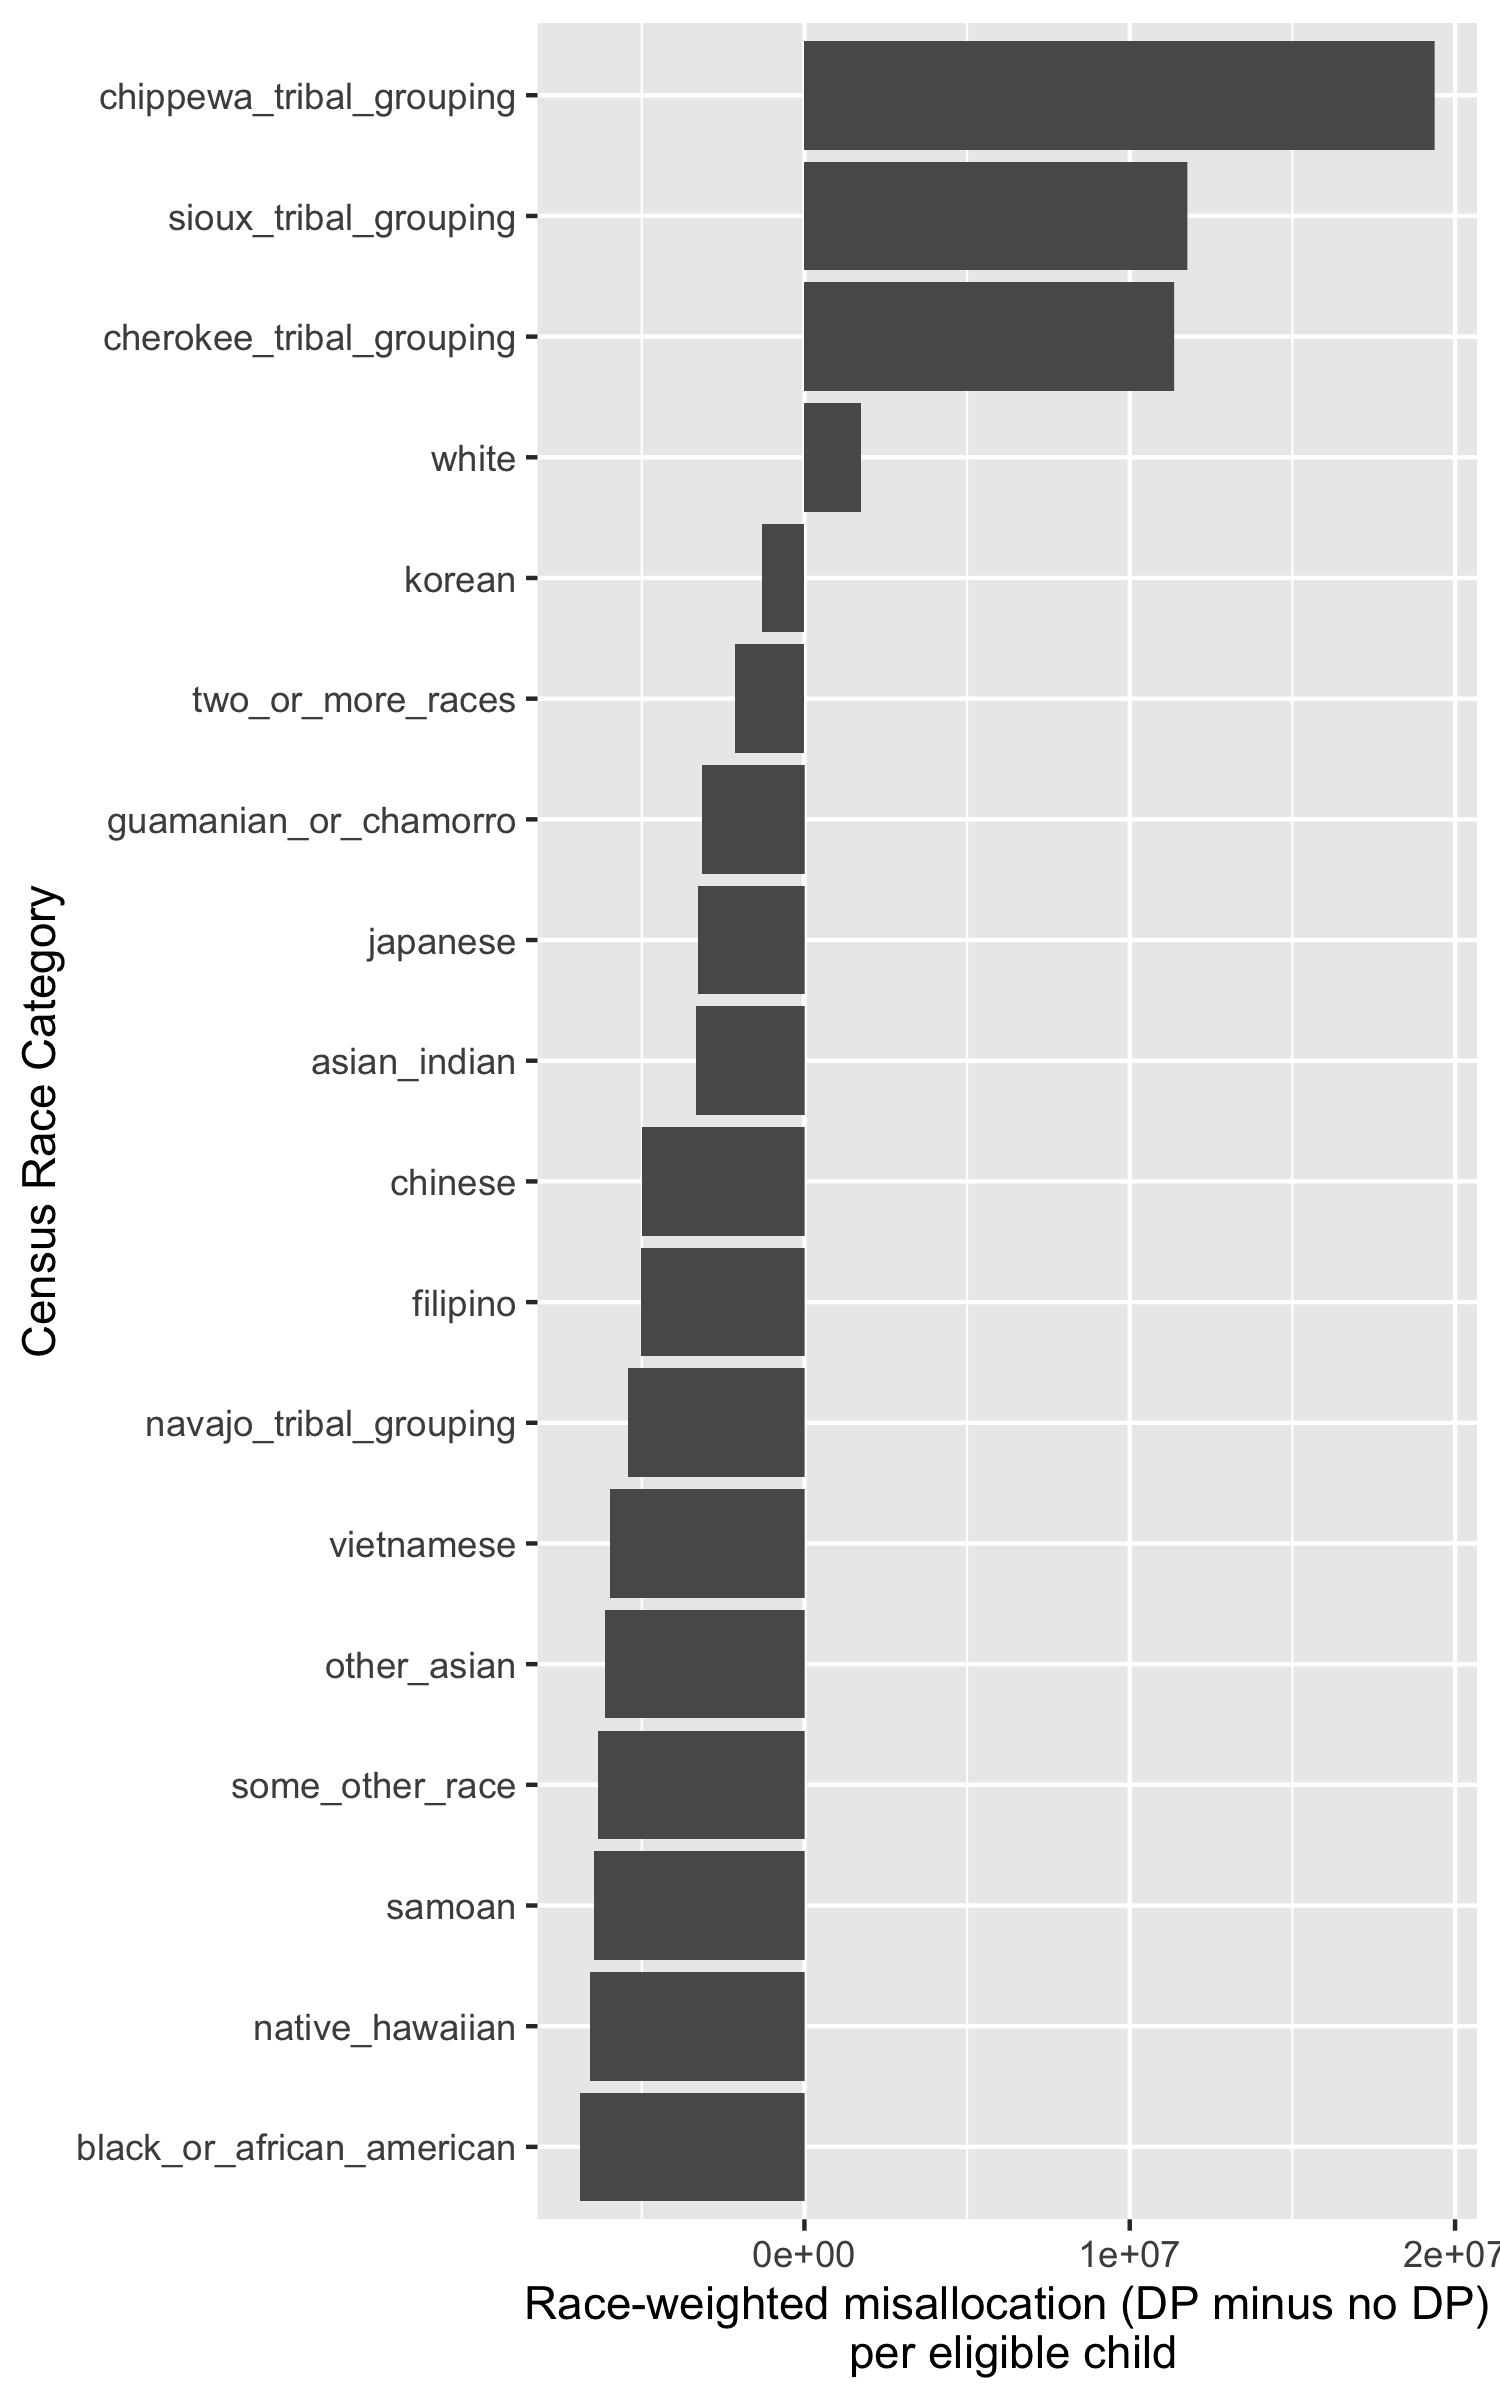 chippewa_tribal_grouping
sioux_tribal_grouping
cherokee_tribal_grouping
white
korean
two_or_more_races
guamanian_or_chamorro
japanese
asian_indian
chinese
filipino
navajo_tribal_grouping
vietnamese
other_asian
some_other_race
samoan
native_hawaiian
black_or_african_american
Census Race Category
0e+00 1e+07 2e+07
Race-weighted misallocation (DP minus no DP)
per eligible child